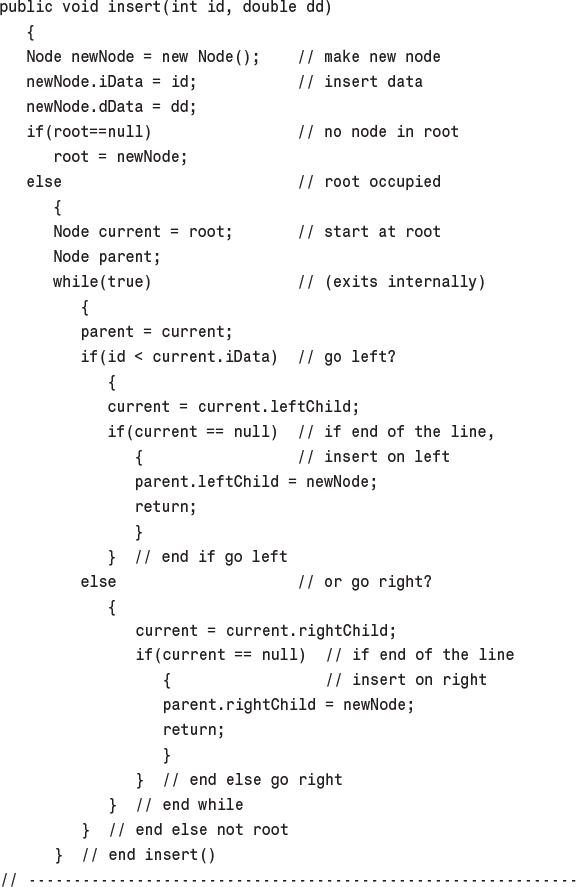 public void insert(int id, double dd)
   {
   Node newNode = new Node();    // make new node
   newNode.iData = id;           // insert data
   newNode.dData = dd;
   if(root==null)                // no node in root
      root = newNode;
   else                          // root occupied
      {
      Node current = root;       // start at root
      Node parent;
      while(true)                // (exits internally)
         {
         parent = current;
         if(id < current.iData)  // go left?
            {
            current = current.leftChild;
            if(current == null)  // if end of the line,
               {                 // insert on left
               parent.leftChild = newNode;
               return;
               }
            }  // end if go left
         else                    // or go right?
            {
               current = current.rightChild;
               if(current == null)  // if end of the line
                  {                 // insert on right
                  parent.rightChild = newNode;
                  return;
                  }
               }  // end else go right
            }  // end while
         }  // end else not root
      }  // end insert()
// -------------------------------------------------------------